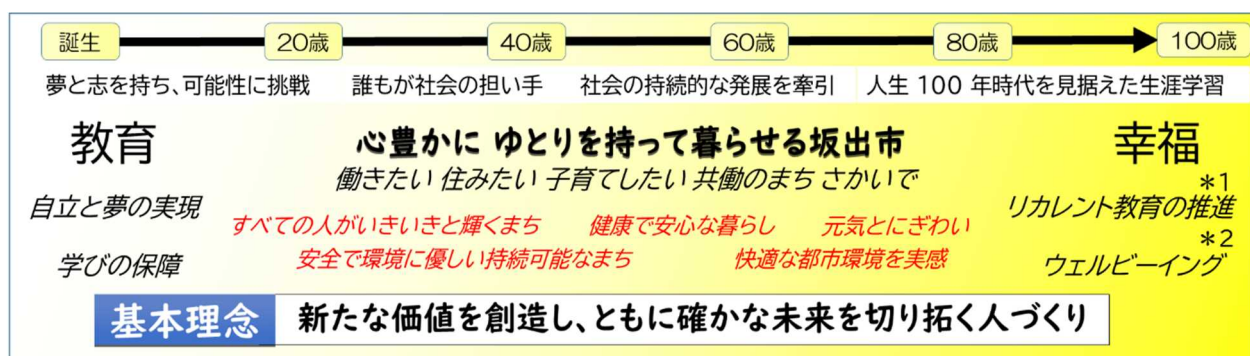 誕生 20歳 40歳 60歳 80歳 100歳
夢と志を持ち、可能性に挑戦 誰もが社会の担い手 社会の持続的な発展を牽引 人生 100 年時代を見据えた生涯学習
教育 心豊かに ゆとりを持って暮らせる坂出市 幸福
働きたい 住みたい 子育てしたい 共働のまち さかいで
*1
自立と夢の実現 リカレント教育の推進
すべての人がいきいきと輝くまち 健康で安心な暮らし 元気とにぎわい
*2
学びの保障 安全で環境に優しい持続可能なまち 快適な都市環境を実感 ウェルビーイング
基本理念 新たな価値を創造し、ともに確かな未来を切り拓く人づくり